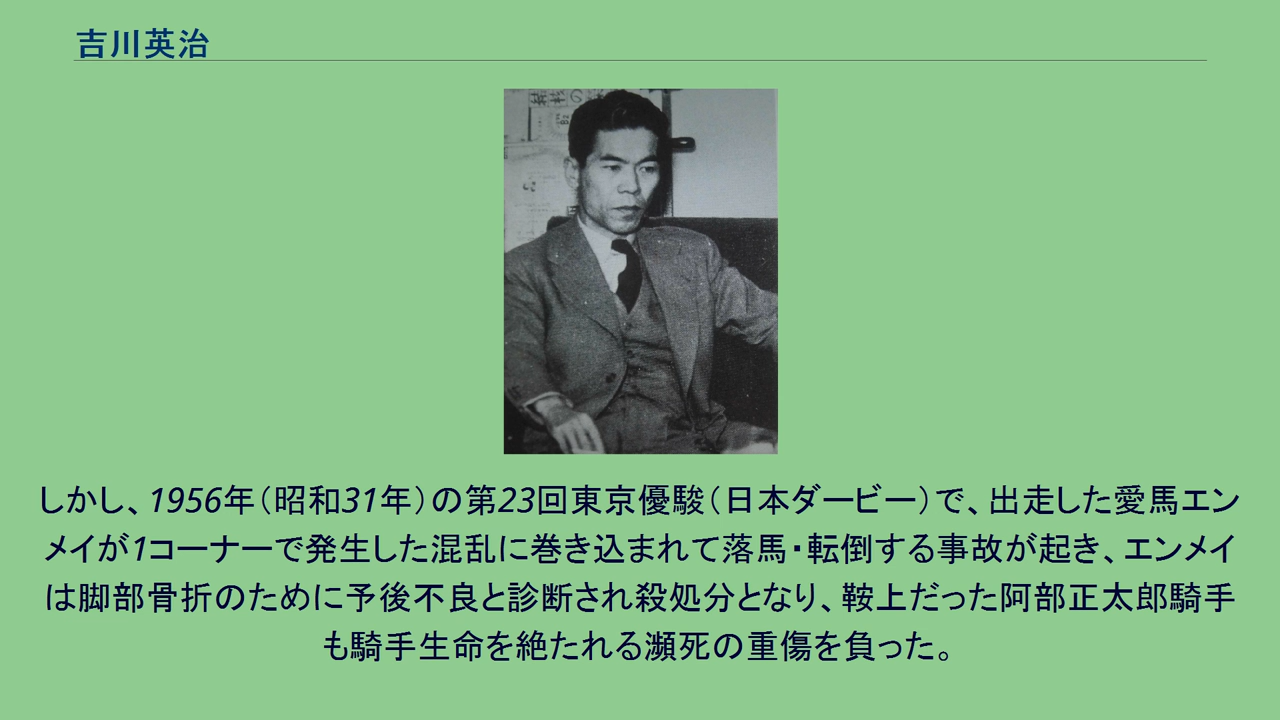 吉川英治
しかし、1956年（昭和31年）の第23回東京優駿（日本ダービー）で、出走した愛馬エン
メイが1コーナーで発生した混乱に巻き込まれて落馬・転倒する事故が起き、エンメイ
は脚部骨折のために予後不良と診断され殺処分となり、鞍上だった阿部正太郎騎手
も騎手生命を絶たれる瀕死の重傷を負った。